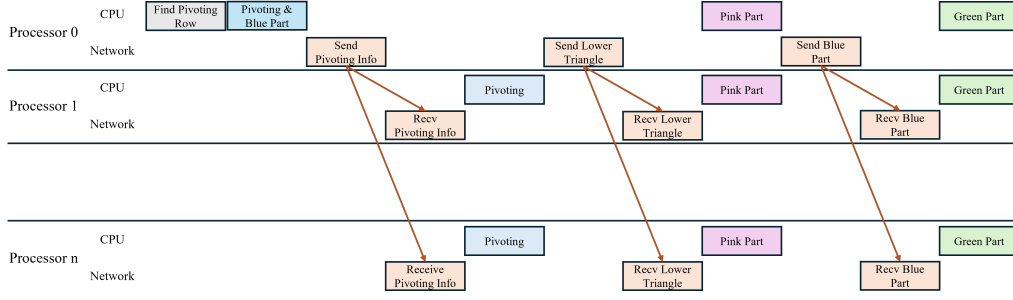 CPU
Find Pivoting
Row
Pivoting &
Blue Part
Pink Part
Green Part
Processor 0
Network
Send
Pivoting Info
Send Lower
Triangle
Send Blue
Part
CPU
Pivoting
Pink Part
Green Part
Processor 1
Network
Recv
Pivoting Info
Recv Lower
Triangle
Recv Blue
Part
CPU
Pivoting
Pink Part
Green Part
Processor n
Network
Receive
Pivoting Info
Recv Lower
Triangle
Recv Blue
Part